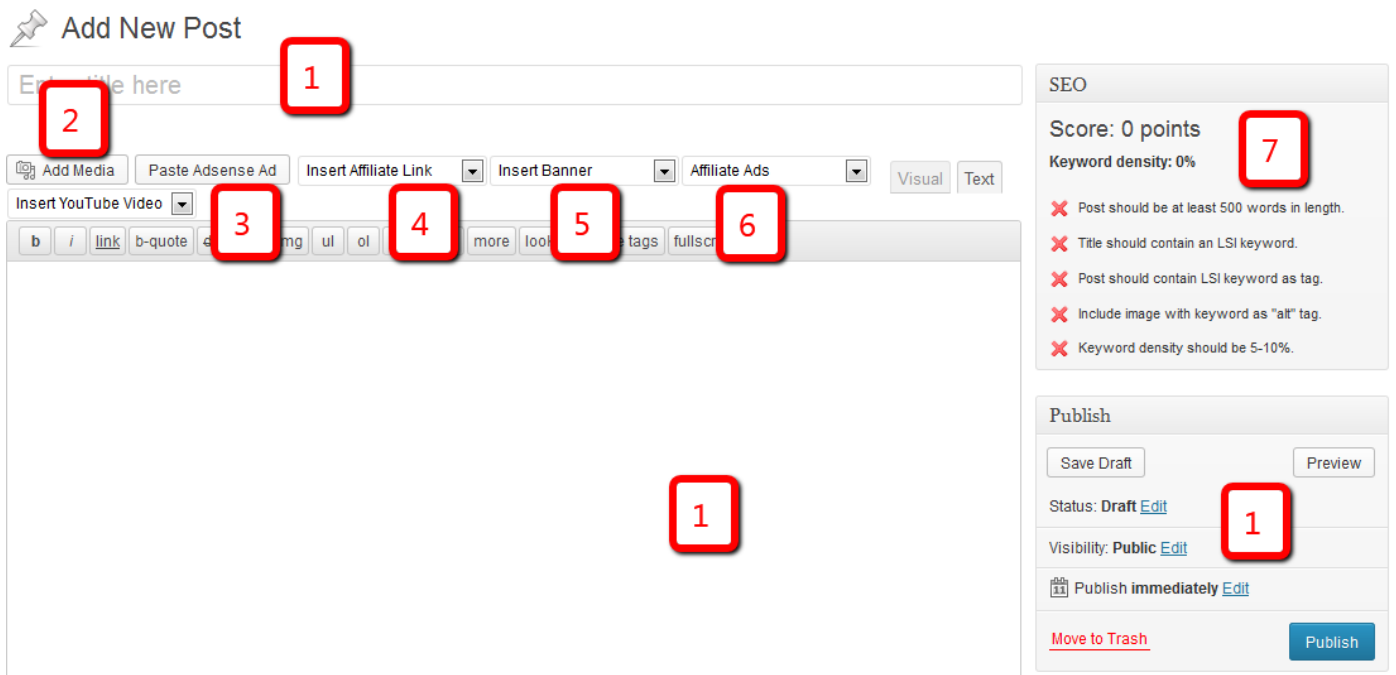 Add New Post
1
Enter title here
2
Add Media
Paste Adsense Ad
Insert Affiliate Link
Insert Banner
Affiliate Ads
Visual
Text
Insert YouTube Video
3
4
5
6
b
i
link
b-quote
ul
ol
more
tags
1
SEO
Score: 0 points
Keyword density: 0%
7
Post should be at least 500 words in length.
Title should contain an LSI keyword.
Post should contain LSI keyword as tag.
Include image with keyword as "alt" tag.
Keyword density should be 5-10%.
Publish
Save Draft
Preview
Status: Draft Edit
1
Visibility: Public Edit
11
Publish immediately Edit
Move to Trash
Publish